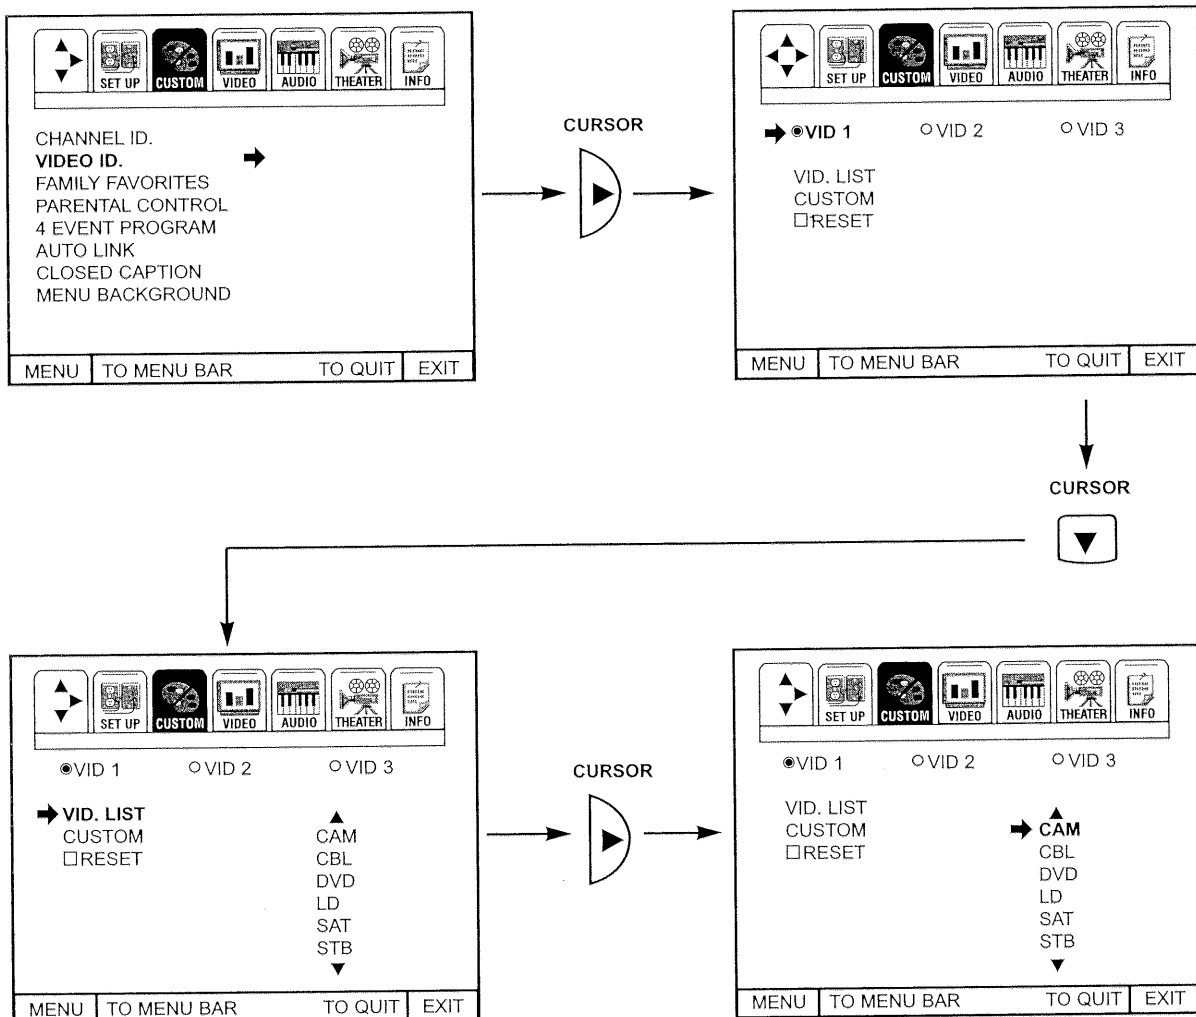 SET UP CUSTOM VIDEO AUDIO THEATER INFO
CHANNEL ID.
VIDEO ID.
FAMILY FAVORITES
PARENTAL CONTROL
4 EVENT PROGRAM
AUTO LINK
CLOSED CAPTION
MENU BACKGROUND
MENU TO MENU BAR TO QUIT EXIT
CURSOR
SET UP CUSTOM VIDEO AUDIO THEATER INFO
VID 1 VID 2 VID 3
VID. LIST
CUSTOM
RESET
MENU TO MENU BAR TO QUIT EXIT
CURSOR
SET UP CUSTOM VIDEO AUDIO THEATER INFO
VID 1 VID 2 VID 3
VID. LIST
CUSTOM CAM
RESET CBL
DVD
LD
SAT
STB
MENU TO MENU BAR TO QUIT EXIT
CURSOR
SET UP CUSTOM VIDEO AUDIO THEATER INFO
VID 1 VID 2 VID 3
VID. LIST
CUSTOM CAM
RESET CBL
DVD
LD
SAT
STB
MENU TO MENU BAR TO QUIT EXIT